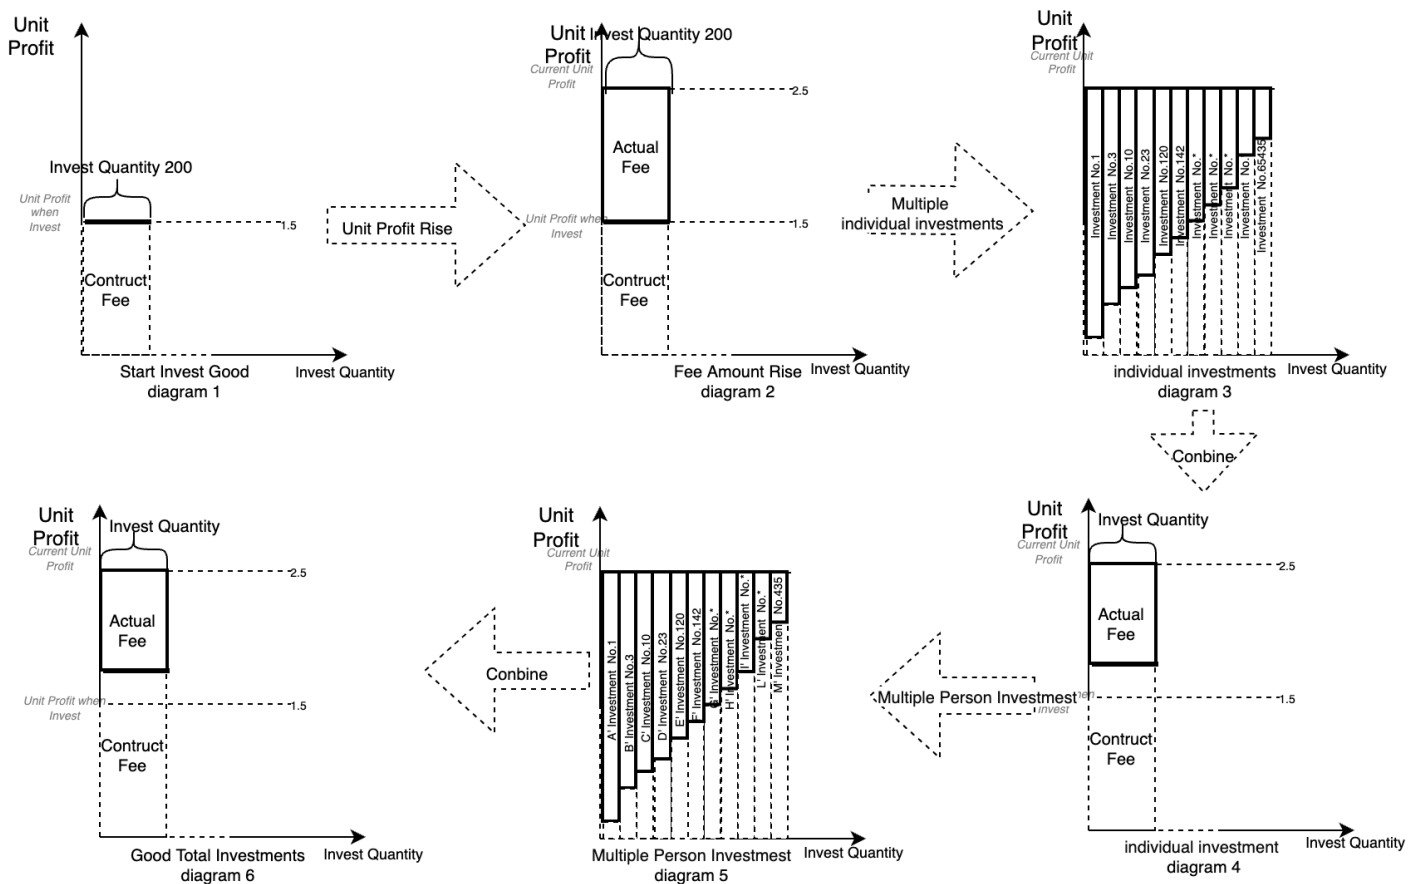 Unit
Profit
Invest Quantity 200
Unit Profit
when
Invest
1.5
Contruct
Fee
Start Invest Good
diagram 1
Invest Quantity
Unit Profit Rise
Unit
Profit
Invest Quantity 200
Current Unit
Profit
2.5
Actual
Fee
Unit Profit when
Invest
1.5
Contruct
Fee
Fee Amount Rise
diagram 2
Invest Quantity
Multiple
individual investments
Unit
Profit
Current Unit
Profit
Investment No.1
Investment No.3
Investment No.10
Investment No.23
Investment No.120
Investment No.142
Investment No.*
Investment No.*
Investment No.*
Investment No.
Investment No.65435
individual investments
diagram 3
Invest Quantity
Conbine
Unit
Profit
Invest Quantity
Current Unit
Profit
2.5
Actual
Fee
1.5
invest
Contruct
Fee
individual investment
diagram 4
Invest Quantity
Multiple Person Investmest
Unit
Profit
Current Unit
Profit
A' Investment No.1
B' Investment No.3
C' Investment No.10
D' Investment No.23
E' Investment No.120
F' Investment No.142
G' Investment No.*
H' Investment No.*
I' Investment No.*
L' Investment No.*
M' Investment No.435
Multiple Person Investmest
diagram 5
Invest Quantity
Conbine
Unit
Profit
Invest Quantity
Current Unit
Profit
2.5
Actual
Fee
Unit Profit when
Invest
1.5
Contruct
Fee
Good Total Investments
diagram 6
Invest Quantity